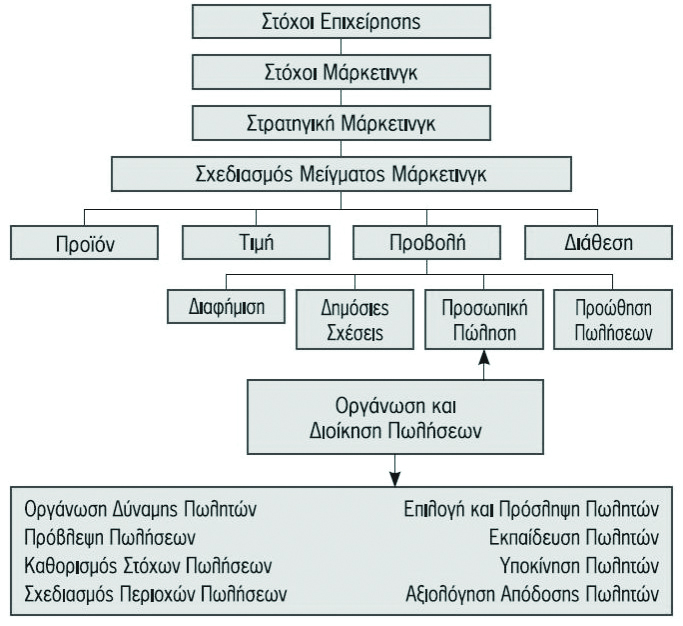 Στόχοι Επιχείρησης
Στόχοι Μάρκετινγκ
Στρατηγική Μάρκετινγκ
Σχεδιασμός Μείγματος Μάρκετινγκ
Προϊόν
Τιμή
Προβολή
Διάθεση
Διαφήμιση
Δημόσιες
Σχέσεις
Προσωπική
Πώληση
Προώθηση
Πωλήσεων
Οργάνωση και
Διοίκηση Πωλήσεων
Οργάνωση Δύναμης Πωλητών
Πρόβλεψη Πωλήσεων
Καθορισμός Στόχων Πωλήσεων
Σχεδιασμός Περιοχών Πωλήσεων
Επιλογή και Πρόσληψη Πωλητών
Εκπαίδευση Πωλητών
Υποκίνηση Πωλητών
Αξιολόγηση Απόδοσης Πωλητών